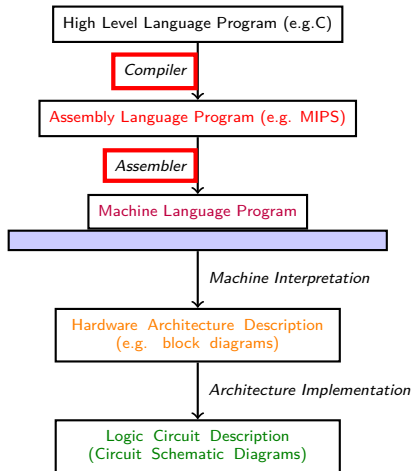 High Level Language Program (e.g.C)
Compiler
Assembly Language Program (e.g. MIPS)
Assembler
Machine Language Program
Machine Interpretation
Hardware Architecture Description
(e.g. block diagrams)
Architecture Implementation
Logic Circuit Description
(Circuit Schematic Diagrams)